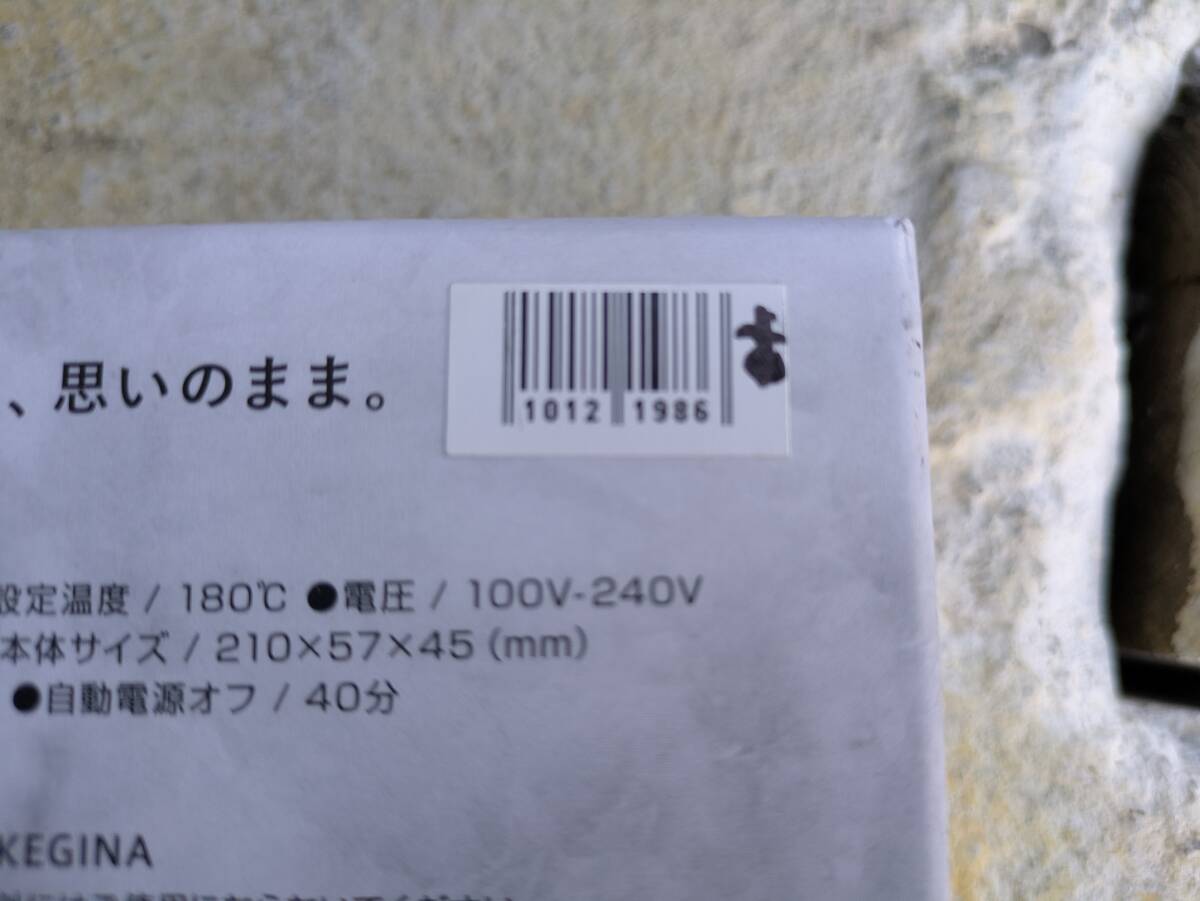 、思いのまま。
1012 1986
設定温度 / 180℃ ●電圧 / 100V-240V
本体サイズ / 210×57×45（mm）
●自動電源オフ / 40分
KEGINA